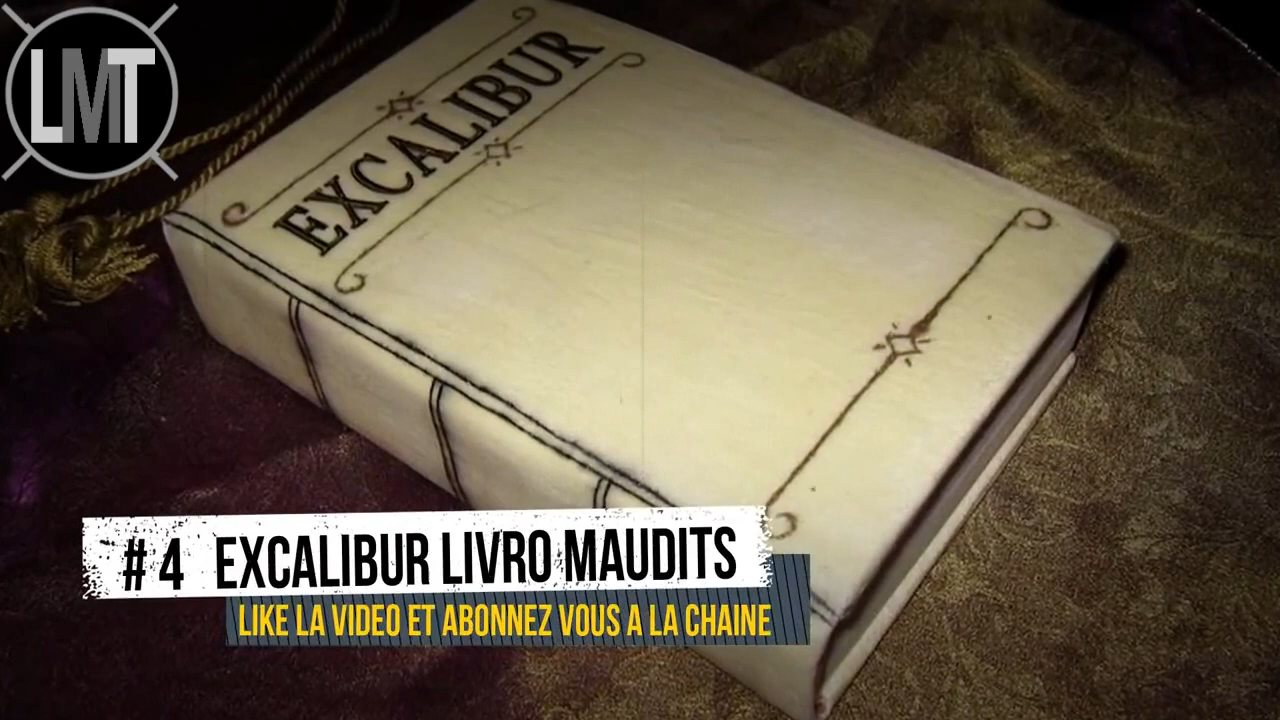 LMT
EXCALIBUR
# 4 EXCALIBUR LIVRO MAUDITS
LIKE LA VIDEO ET ABONNEZ VOUS A LA CHAINE